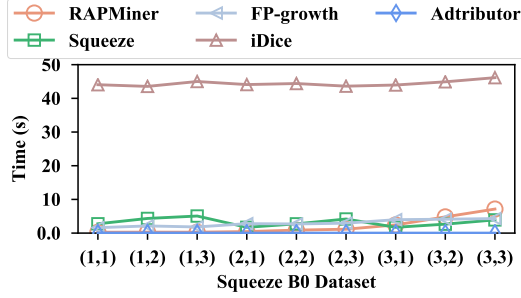 RAPMiner FP-growth Adtributor
Squeeze iDice
50
40
30
20
10
0.0
Time (s)
(1,1) (1,2) (1,3) (2,1) (2,2) (2,3) (3,1) (3,2) (3,3)
Squeeze B0 Dataset